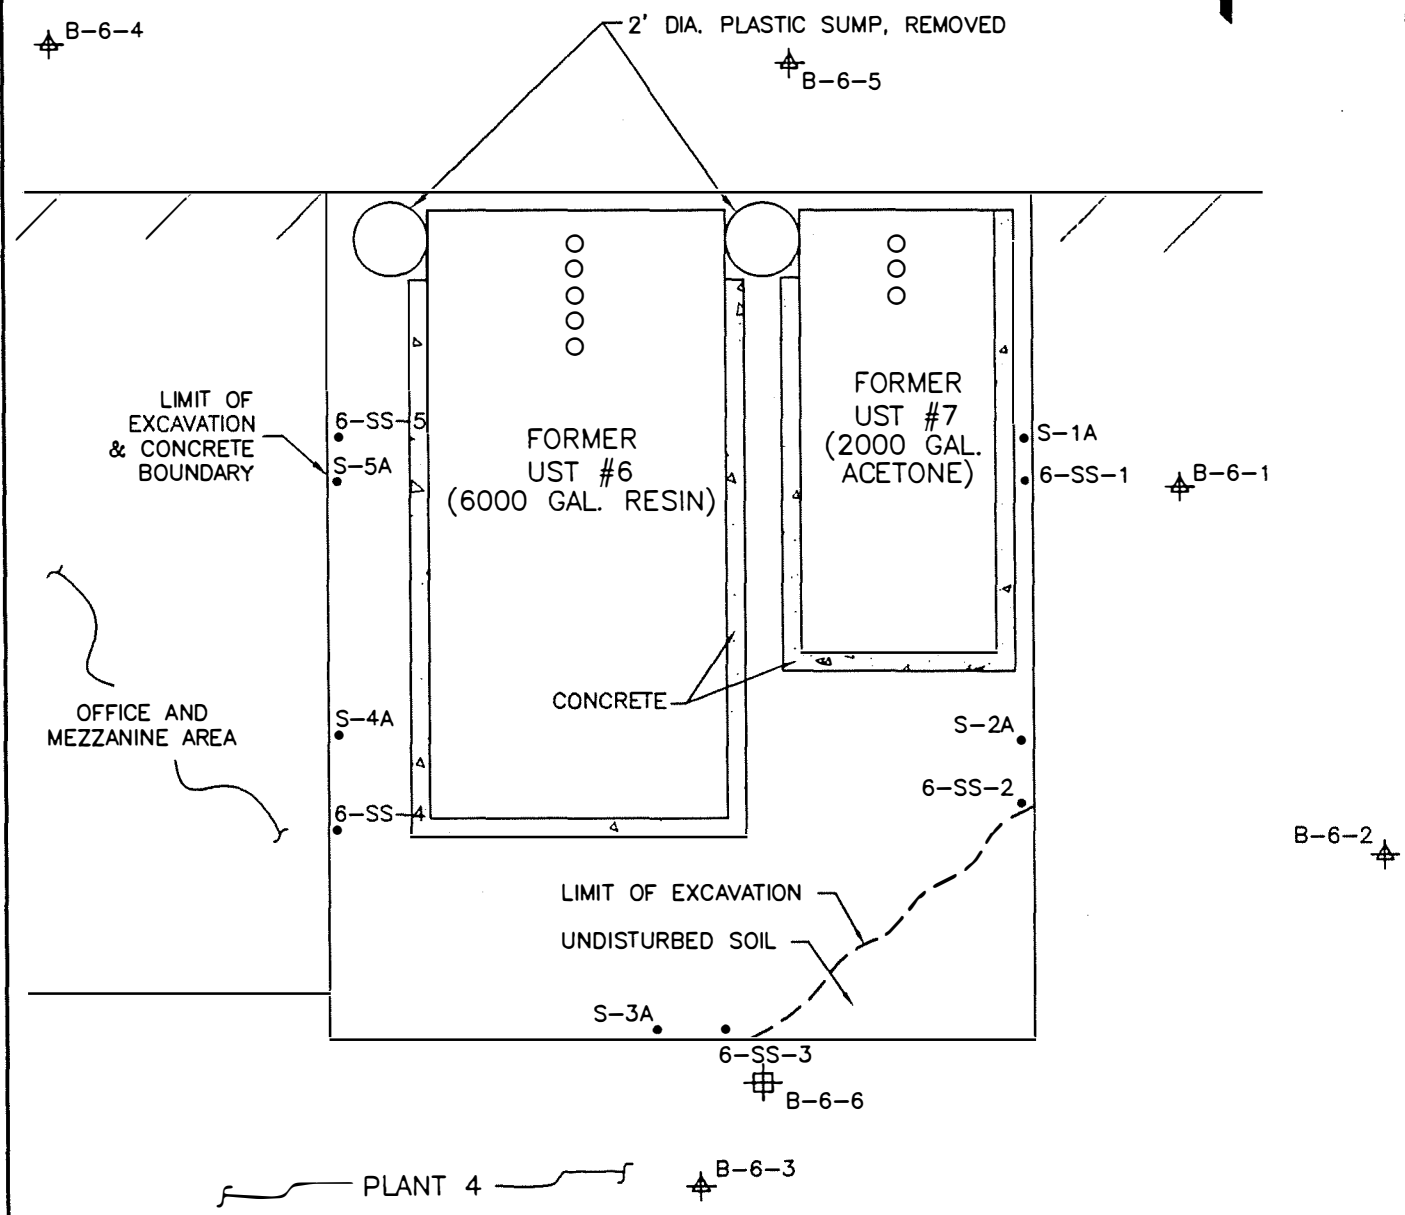 B-6-4
2' DIA. PLASTIC SUMP, REMOVED
B-6-5
LIMIT OF
EXCAVATION
& CONCRETE
BOUNDARY
6-SS-5
S-5A
FORMER
UST #6
(6000 GAL. RESIN)
FORMER
UST #7
(2000 GAL.
ACETONE)
S-1A
6-SS-1
B-6-1
OFFICE AND
MEZZANINE AREA
S-4A
6-SS-4
CONCRETE
S-2A
6-SS-2
B-6-2
LIMIT OF EXCAVATION
UNDISTURBED SOIL
S-3A
6-SS-3
B-6-6
PLANT 4
B-6-3